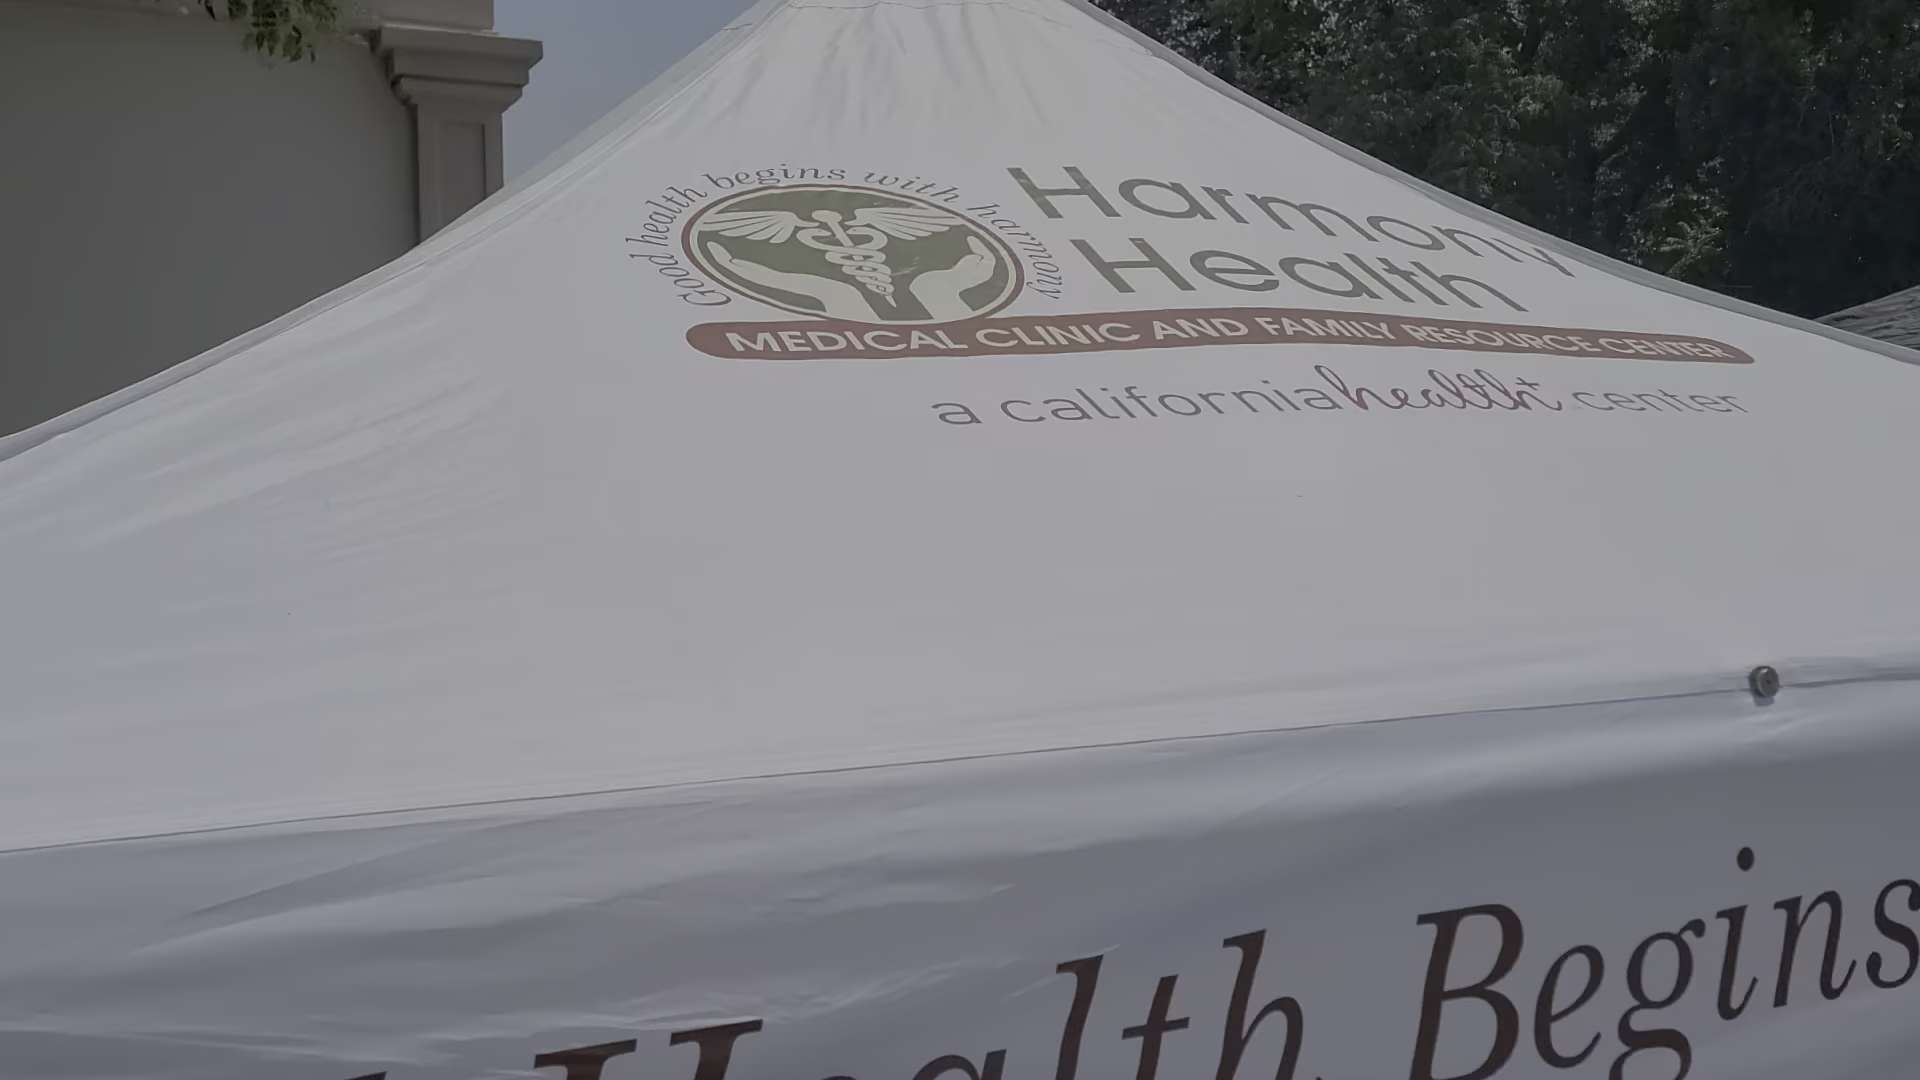 Good health begins with harmony
Harmony
Health
MEDICAL CLINIC AND FAMILY RESOURCE CENTER
a californiahealth+ center
Health Begins